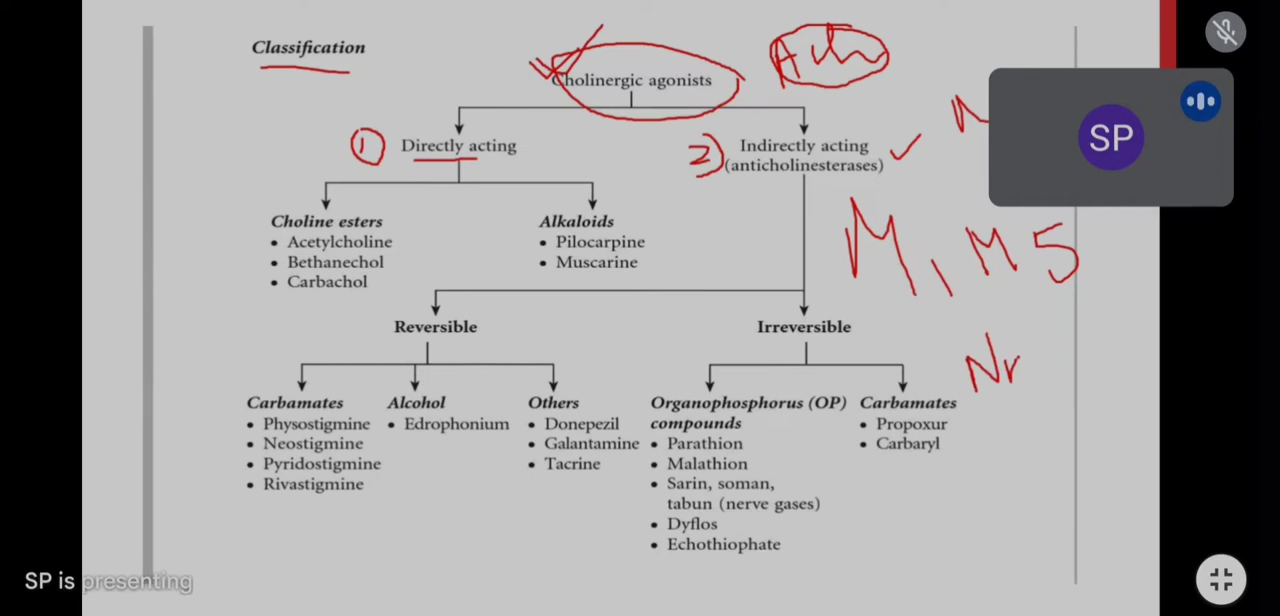 Classification
Cholinergic agonists
1 Directly acting
2) Indirectly acting
(anticholinesterases)
SP
Choline esters
• Acetylcholine
• Bethanechol
• Carbachol
Alkaloids
• Pilocarpine
• Muscarine
M, M5
Reversible
Irreversible
Nr
Carbamates
• Physostigmine
• Neostigmine
• Pyridostigmine
• Rivastigmine
Alcohol
• Edrophonium
Others
• Donepezil
• Galantamine
• Tacrine
Organophosphorus (OP)
compounds
• Parathion
• Malathion
• Sarin, soman,
tabun (nerve gases)
• Dyflos
• Echothiophate
Carbamates
• Propoxur
• Carbaryl
SP is presenting